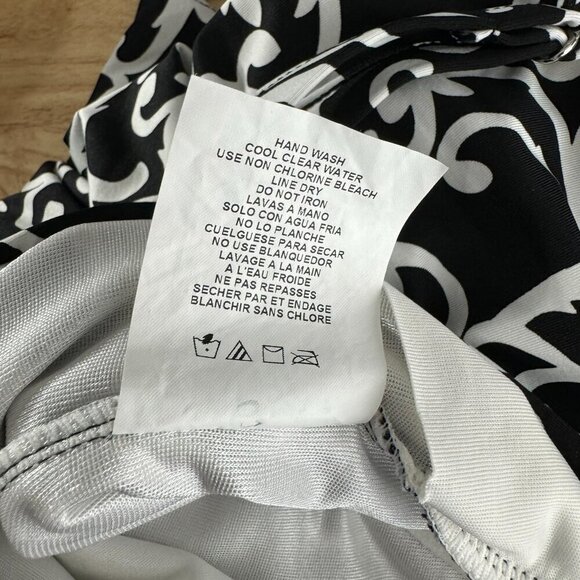 HAND WASH
COOL CLEAR WATER
USE NON CHLORINE BLEACH
LINE DRY
DO NOT IRON
LAVAS A MANO
SOLO CON AGUA FRIA
NO LO PLANCHE
CUELGUESE PARA SECAR
NO USE BLANQUEDOR
LAVAGE A LA MAIN
A L'EAU FROIDE
NE PAS REPASSES
SECHER PAR ET ENDAGE
BLANCHIR SANS CHLORE